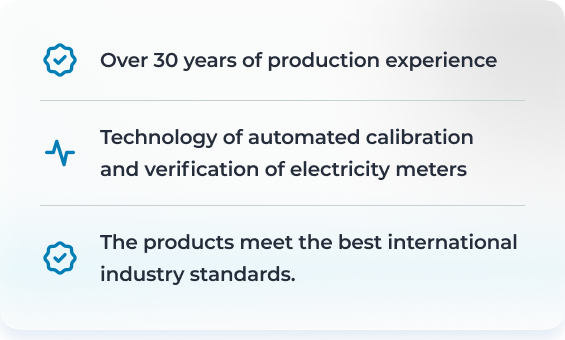 Over 30 years of production experience
Technology of automated calibration
and verification of electricity meters
The products meet the best international
industry standards.